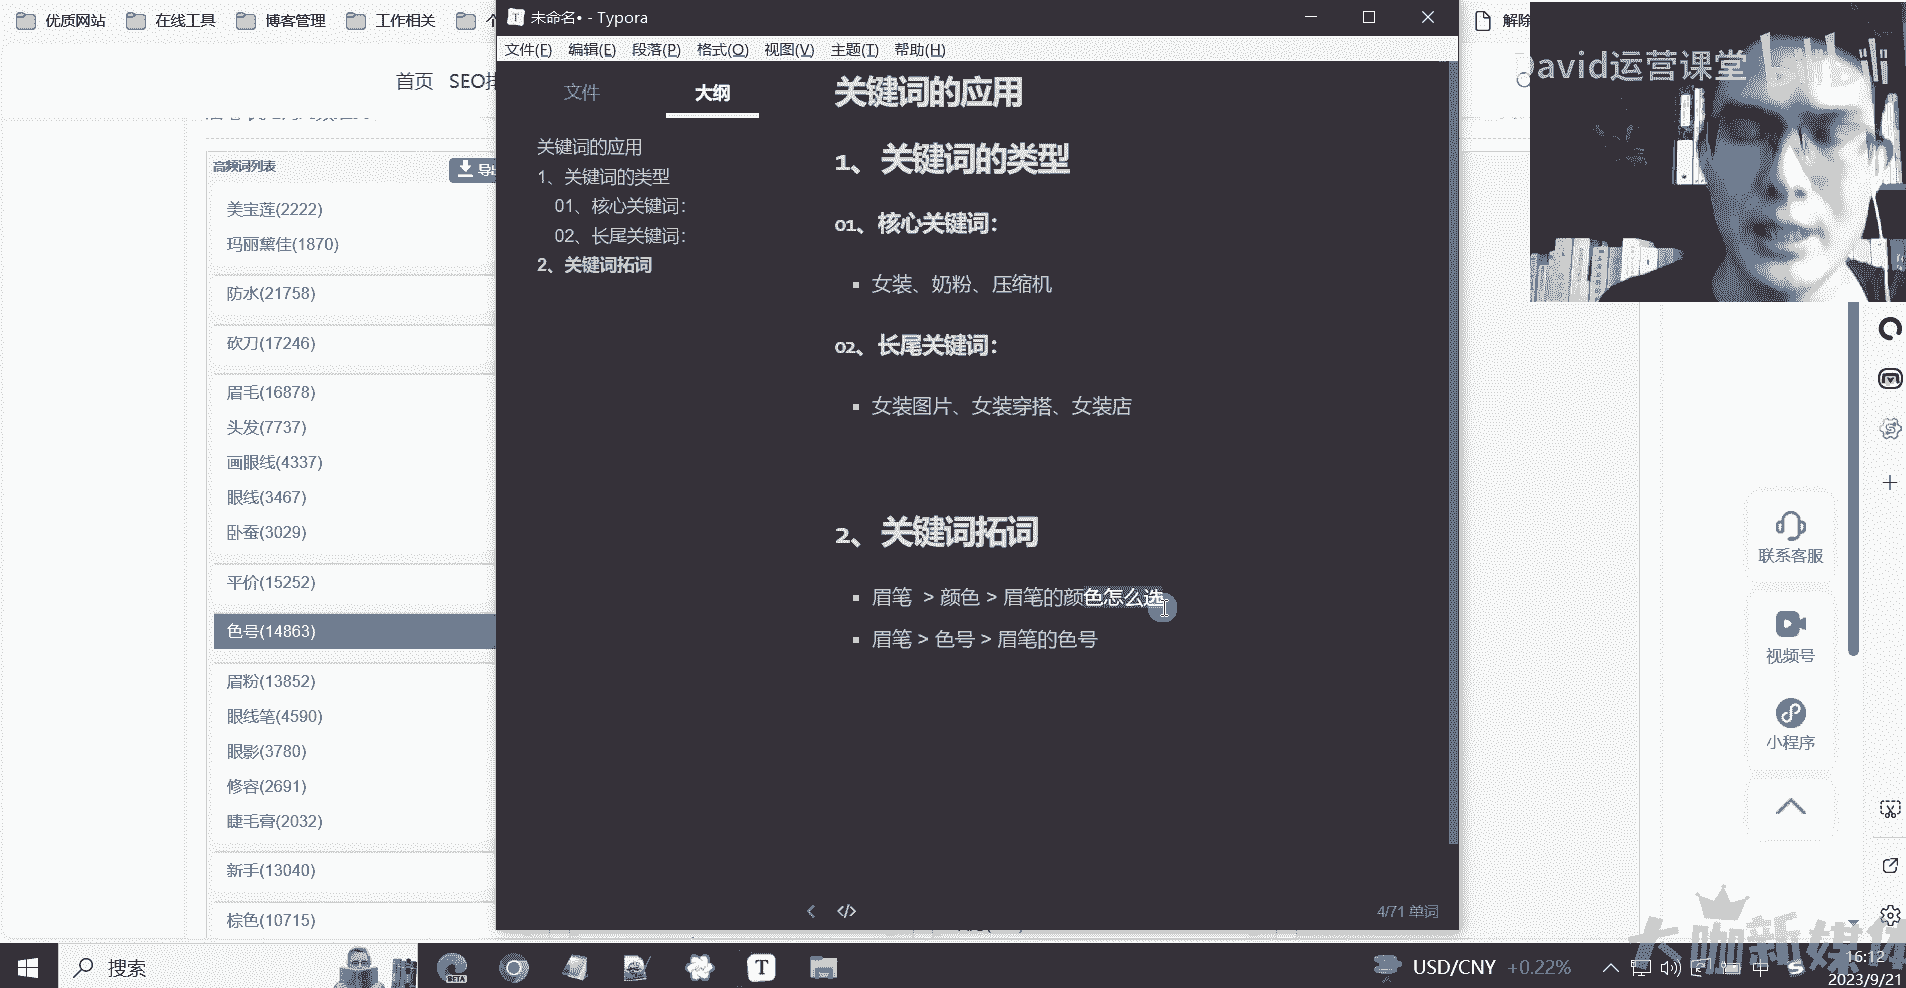 优质网站 在线工具 博客管理 工作相关
首页
高频词列表
美宝莲(2222)
玛丽黛佳(1870)
防水(21758)
砍刀(17246)
眉毛(16878)
头发(7737)
画眼线(4337)
眼线(3467)
卧蚕(3029)
平价(15252)
色号(14863)
眉粉(13852)
眼线笔(4590)
眼影(3780)
修容(2691)
睫毛膏(2032)
新手(13040)
棕色(10715)
未命名• - Typora
文件(F) 编辑(E) 段落(P) 格式(O) 视图(V) 主题(T) 帮助(H)
文件 大纲
关键词的应用
1、关键词的类型
01、核心关键词：
02、长尾关键词：
2、关键词拓词
关键词的应用
1、关键词的类型
01、核心关键词：
女装、奶粉、压缩机
02、长尾关键词：
女装图片、女装穿搭、女装店
2、关键词拓词
眉笔 > 颜色 > 眉笔的颜色怎么选
眉笔 > 色号 > 眉笔的色号
4/71 单词
David运营课堂 bilibili
联系客服
视频号
小程序
大咖新媒体
搜索
BETA
USD/CNY +0.22%
中
16:12
2023/9/21